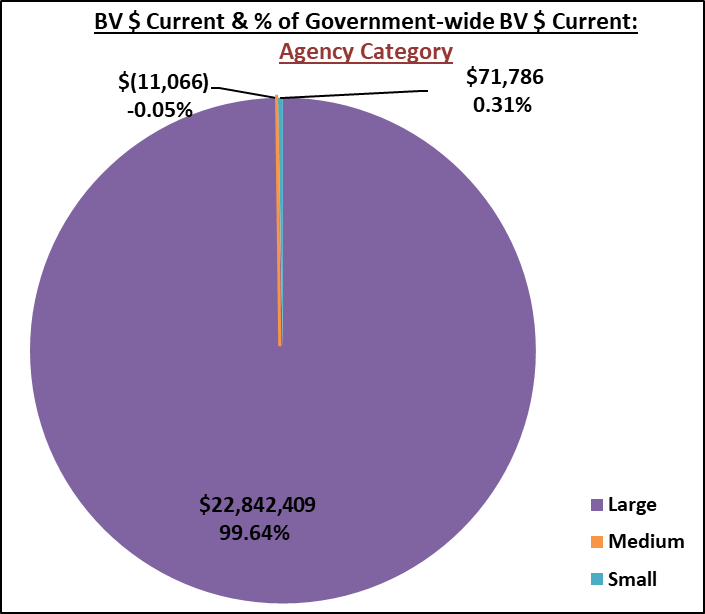 BV $ Current & % of Government-wide BV $ Current:
Agency Category
$(11,066)
-0.05%
$71,786
0.31%
$22,842,409
99.64%
Large
Medium
Small